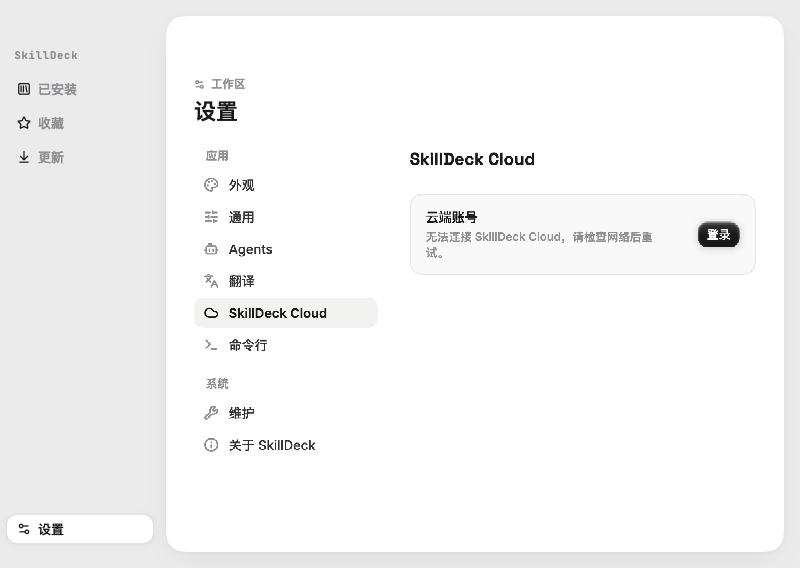 SkillDeck
已安装
收藏
更新
设置
工作区
设置
应用
外观
通用
Agents
翻译
SkillDeck Cloud
命令行
系统
维护
关于 SkillDeck
SkillDeck Cloud
云端账号
无法连接 SkillDeck Cloud，请检查网络后重
试。
登录